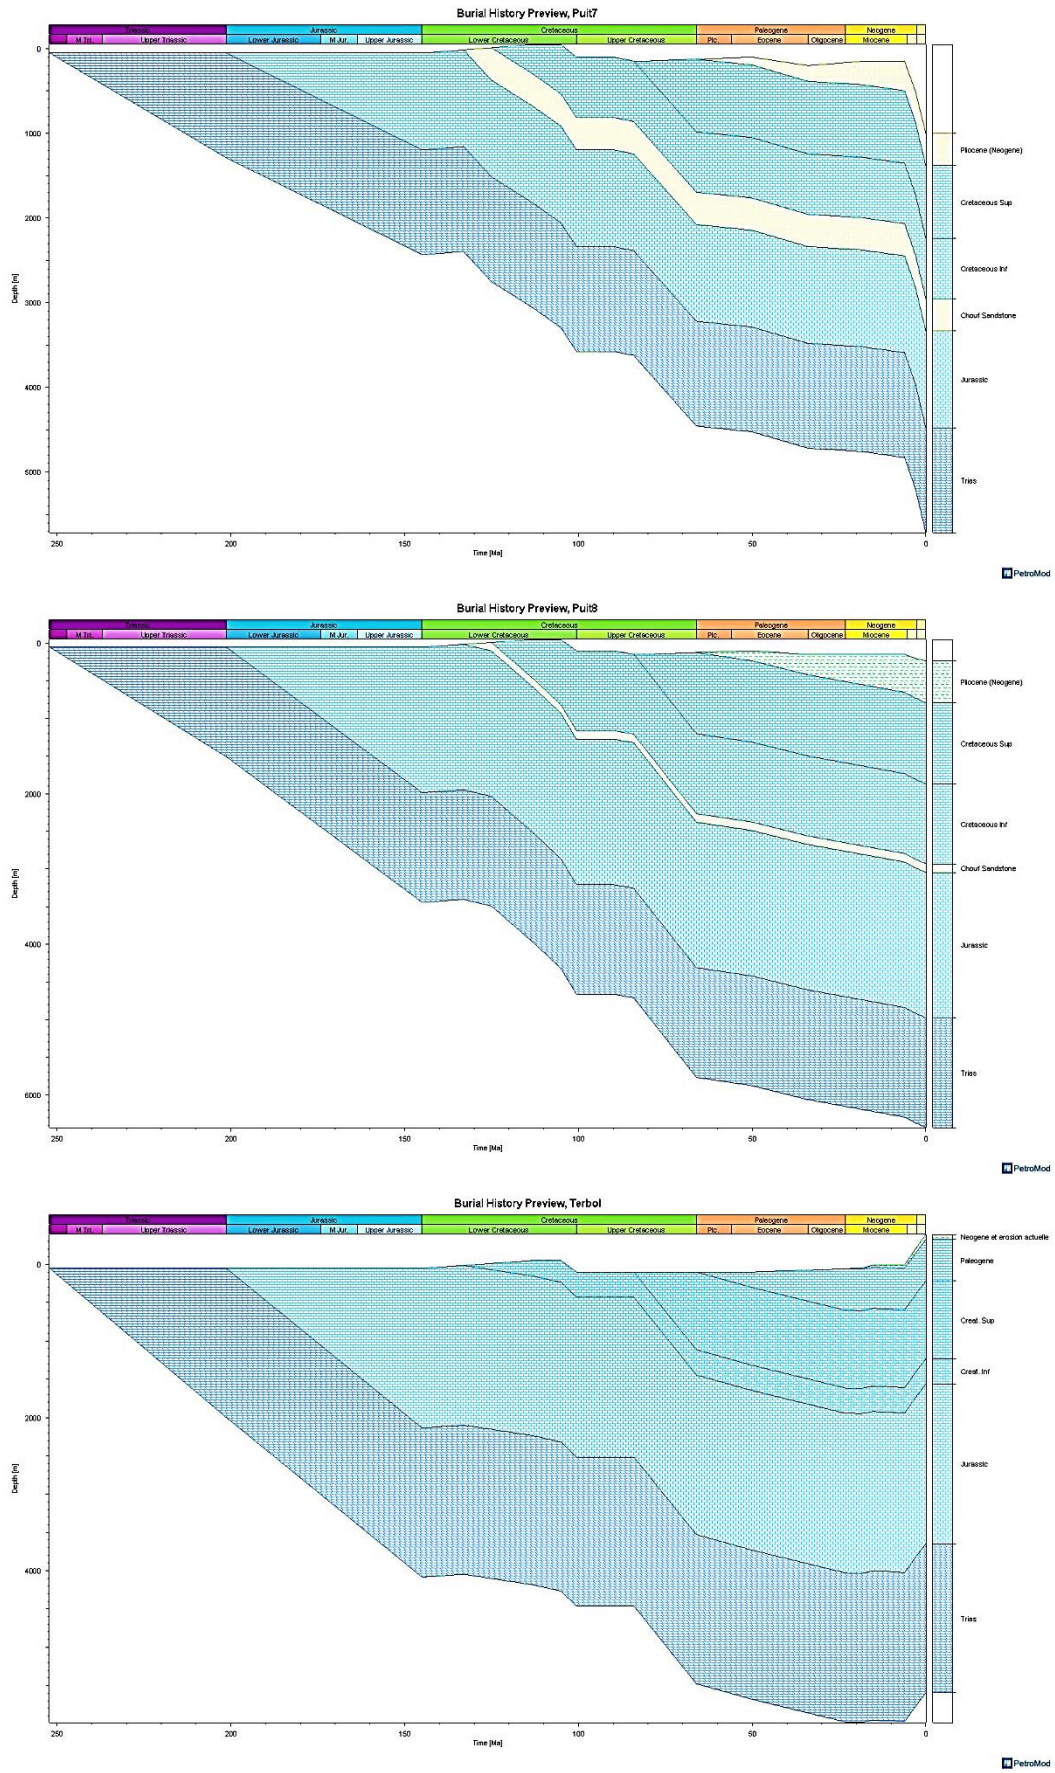 Burial History Preview, Puit7
Triassic Jurassic Cretaceous Paleogene Neogene
M Tri. Upper Triassic Lower Jurassic M Jur. Upper Jurassic Lower Cretaceous Upper Cretaceous Plc. Eocene Oligocene Miocene
0
1000
2000
3000
4000
5000
Depth [m]
Pliocene (Neogene)
Cretaceous Sup
Cretaceous Inf
Chouf Sandstone
Jurassic
Trias
250 200 150 100 50 0
Time [Ma]
PetroMod
Burial History Preview, Puit8
Triassic Jurassic Cretaceous Paleogene Neogene
M Tri. Upper Triassic Lower Jurassic M Jur. Upper Jurassic Lower Cretaceous Upper Cretaceous Plc. Eocene Oligocene Miocene
0
2000
4000
6000
Depth [m]
Pliocene (Neogene)
Cretaceous Sup
Cretaceous Inf
Chouf Sandstone
Jurassic
Trias
250 200 150 100 50 0
Time [Ma]
PetroMod
Burial History Preview, Terbol
Triassic Jurassic Cretaceous Paleogene Neogene
M Tri. Upper Triassic Lower Jurassic M Jur. Upper Jurassic Lower Cretaceous Upper Cretaceous Plc. Eocene Oligocene Miocene
0
2000
4000
Depth [m]
Neogene et erosion actuelle
Paleogene
Creat. Sup
Creat. Inf
Jurassic
Trias
250 200 150 100 50 0
Time [Ma]
PetroMod